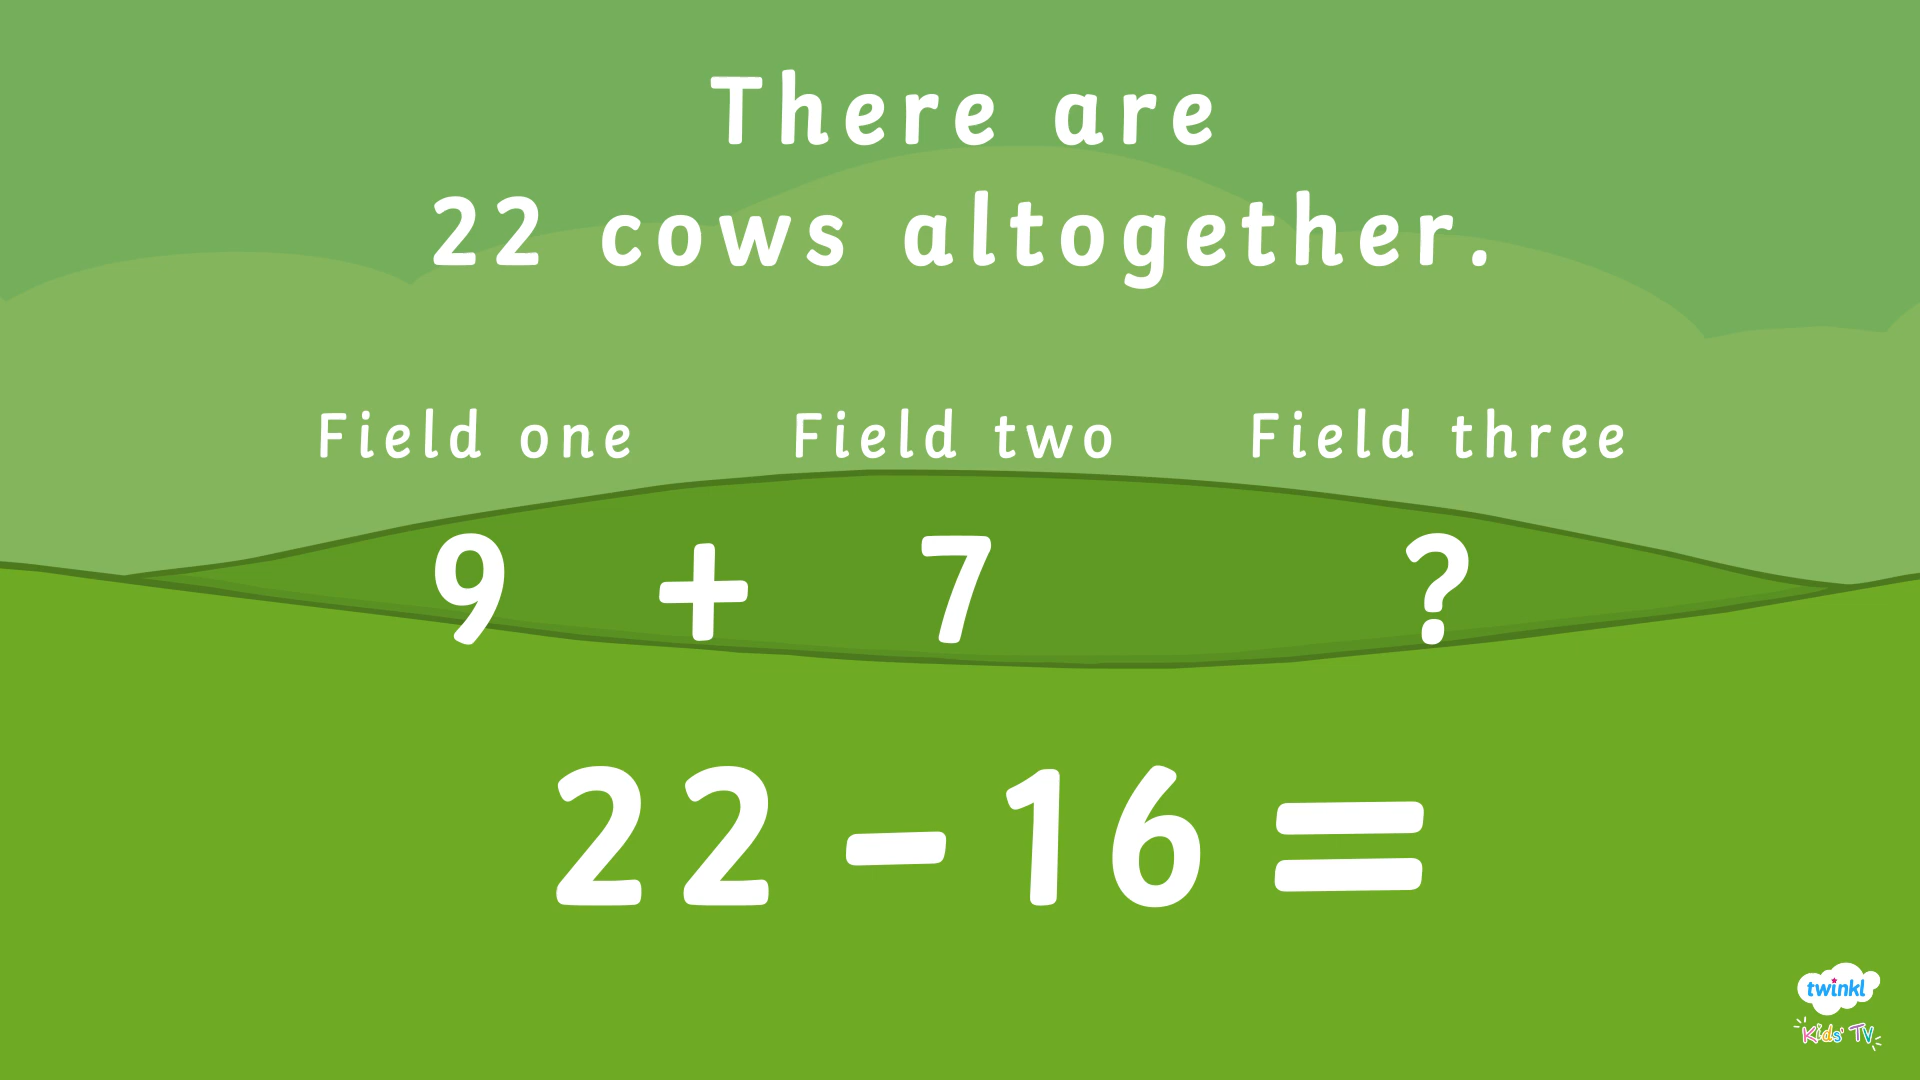 There are
22 cows altogether.
Field one Field two Field three
9 + 7 ?
22 - 16 =
twinkl
Kids' TV